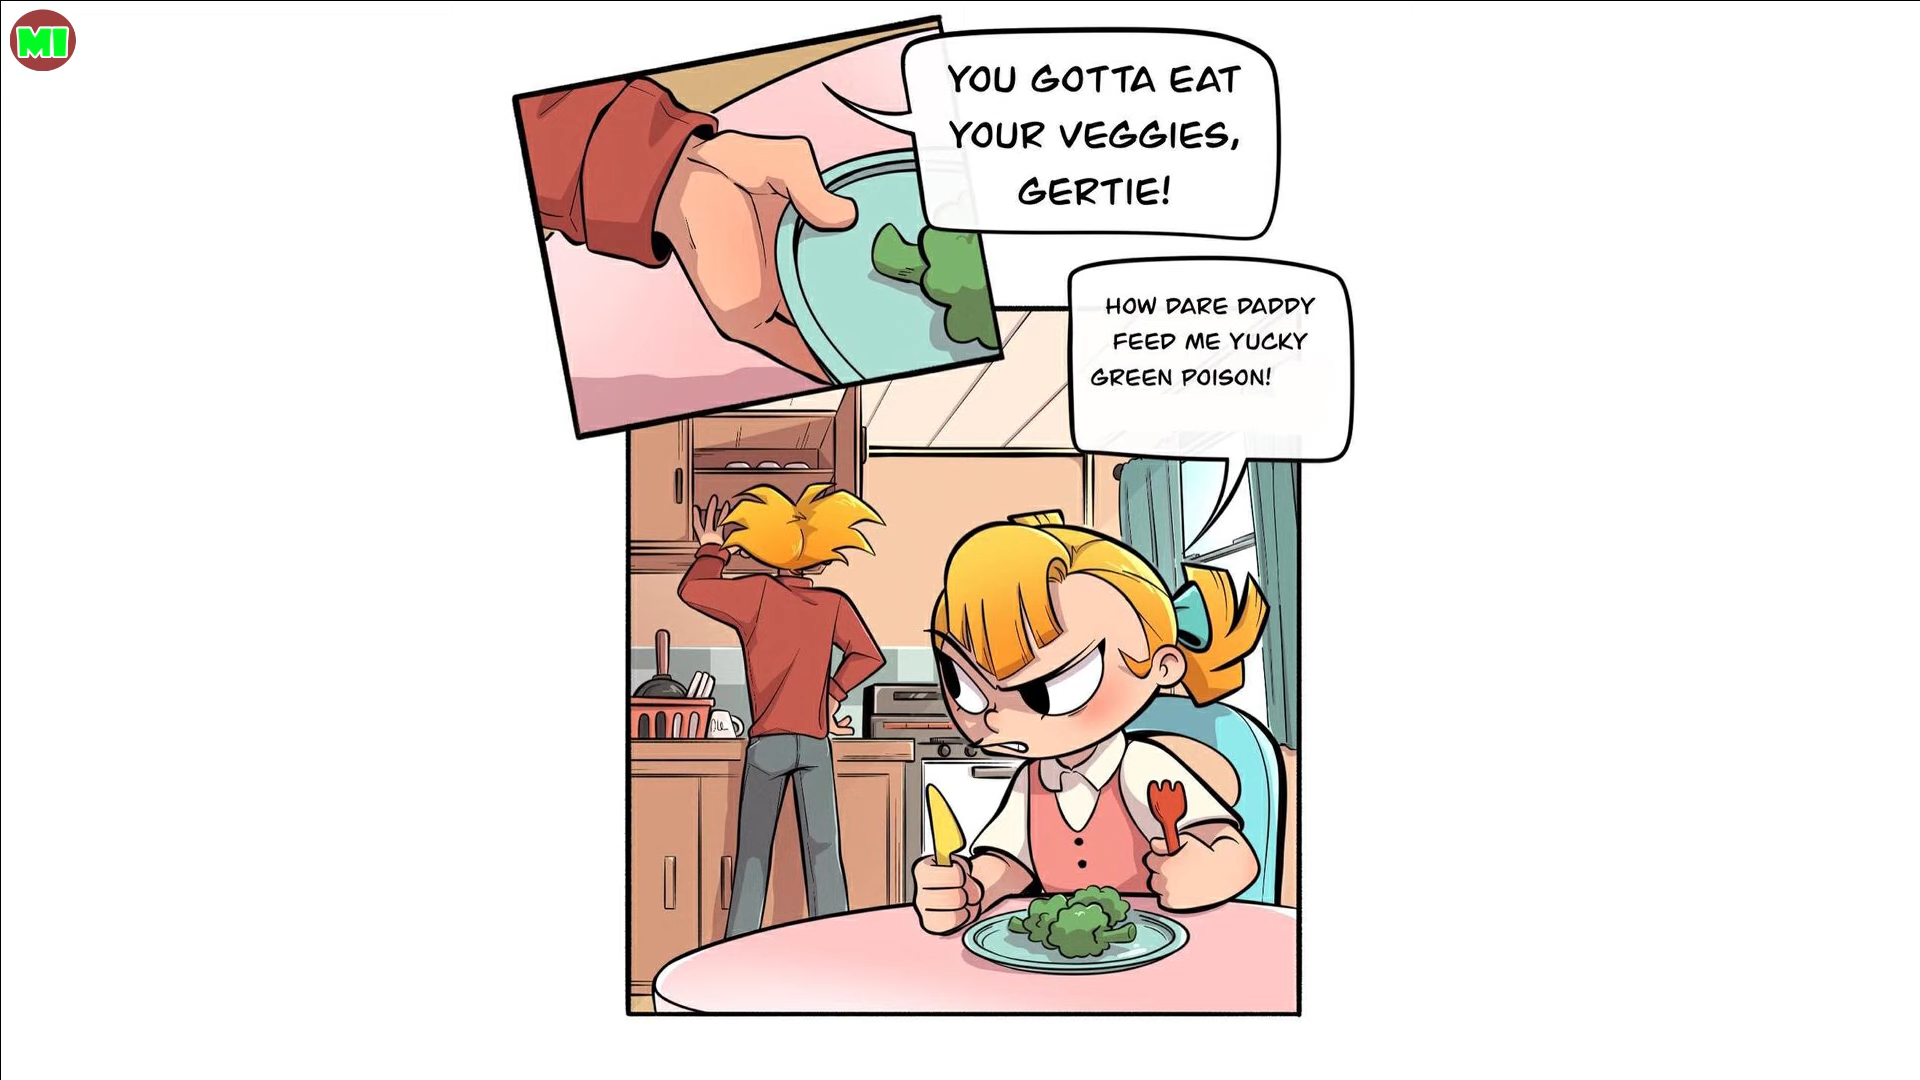 MI
YOU GOTTA EAT
YOUR VEGGIES,
GERTIE!
HOW DARE DADDY
FEED ME YUCKY
GREEN POISON!